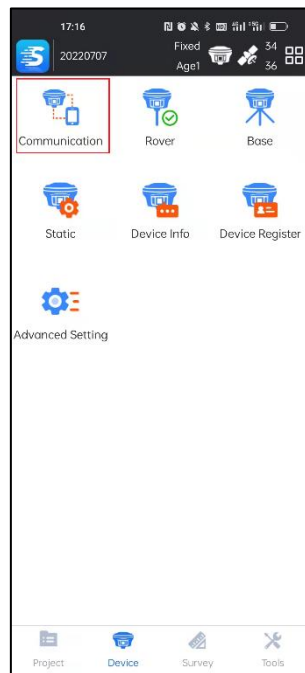 17:16
20220707
Fixed
Age1
34
36
Communication
Rover
Base
Static
Device Info
Device Register
Advanced Setting
Project
Device
Survey
Tools